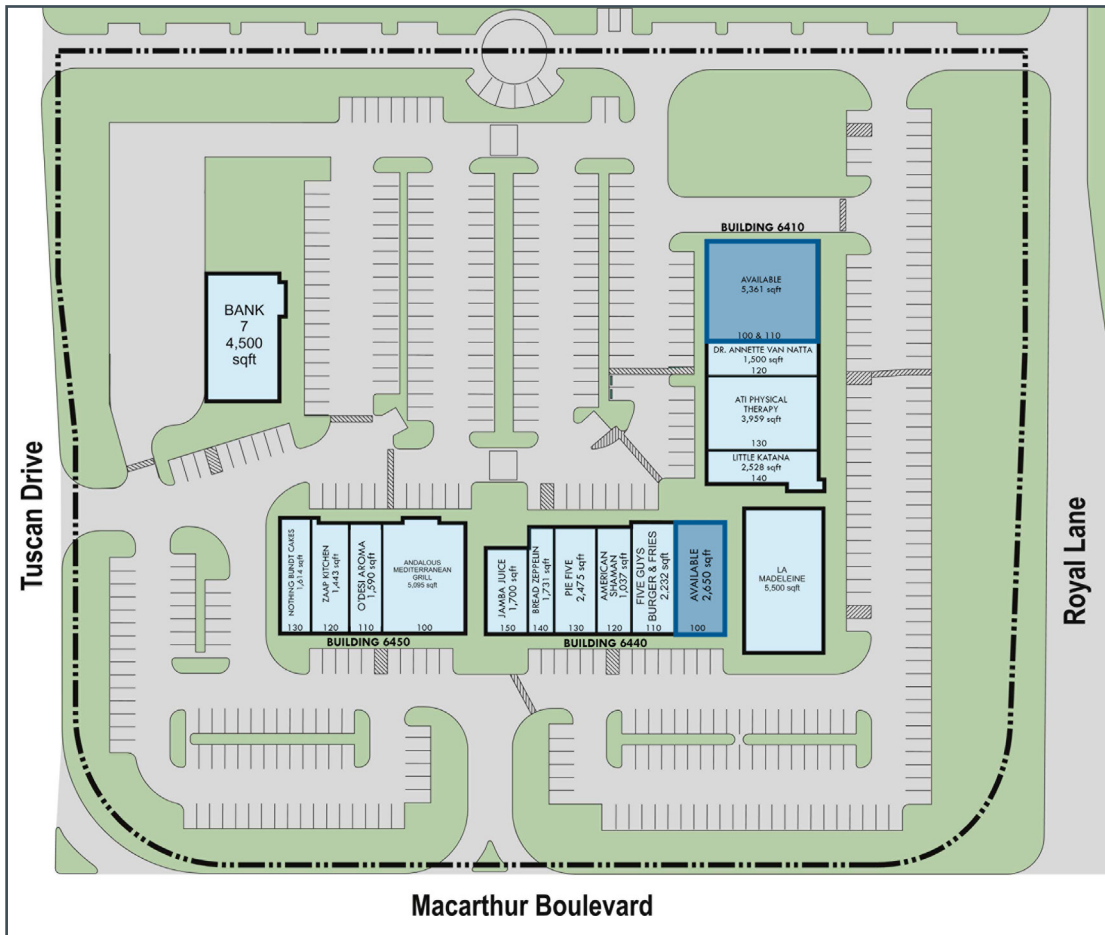 BUILDING 6410
AVAILABLE
5,361 sqft
100 & 110
DR. ANNETTE VAN NATTA
1,500 sqft
120
ATI PHYSICAL
THERAPY
3,959 sqft
130
LITTLE KATANA
2,528 sqft
140
BANK
7
4,500
sqft
NOTHING BUNDT CAKES
1,614 sqft
130
ZAAP KITCHEN
1,443 sqft
120
O'DESI AROMA
1,590 sqft
110
ANDALOUS
MEDITERRANEAN
GRILL
5,095 sqft
100
BUILDING 6450
JAMBA JUICE
1,700 sqft
150
BREAD ZEPPELIN
1,731 sqft
140
PIE FIVE
2,475 sqft
130
AMERICAN
SHAMAN
1,037 sqft
120
FIVE GUYS
BURGER & FRIES
2,232 sqft
110
AVAILABLE
2,650 sqft
100
BUILDING 6440
LA
MADELEINE
5,500 sqft
Tuscan Drive
Royal Lane
Macarthur Boulevard